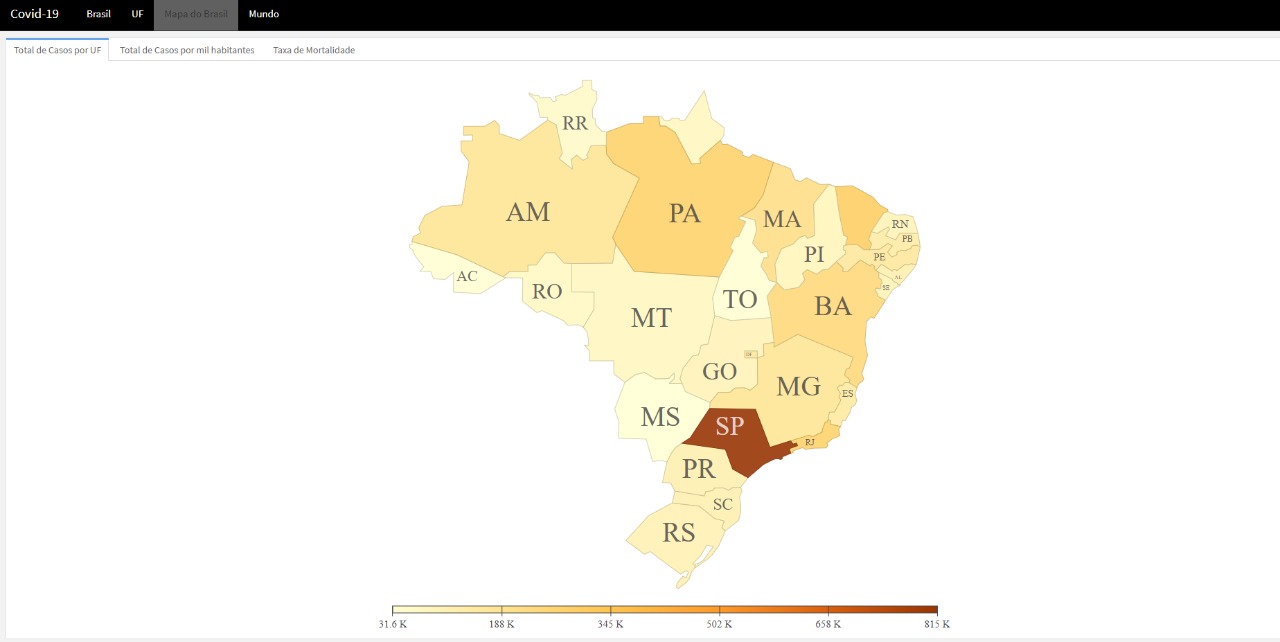 Covid-19 Brasil UF Mapa do Brasil Mundo
Total de Casos por UF Total de Casos por mil habitantes Taxa de Mortalidade
RR
AM
PA
MA
RN
PB
PI
PE
AC
AL
RO
SE
TO
BA
MT
DF
GO
MG
ES
MS
SP
RJ
PR
SC
RS
31.6 K 188 K 345 K 502 K 658 K 815 K